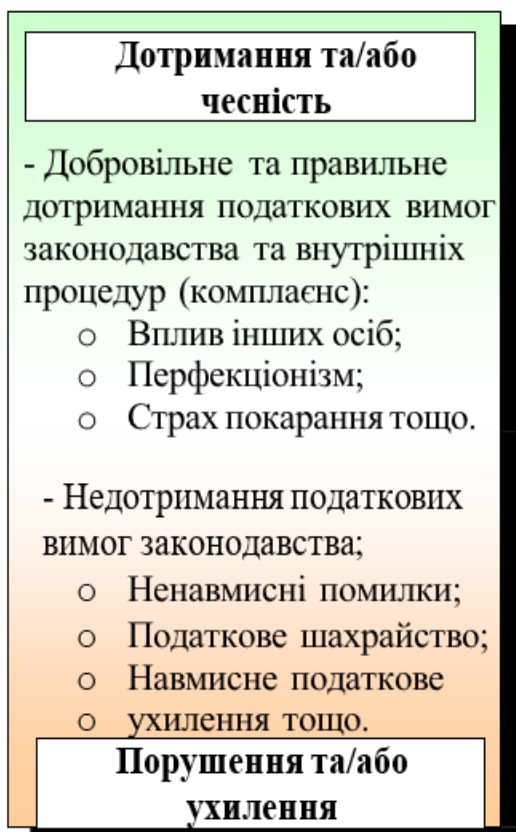 Дотримання та/або
чесність
- Добровільне та правильне
дотримання податкових вимог
законодавства та внутрішніх
процедур (комплаєнс):
o Вплив інших осіб;
o Перфекціонізм;
o Страх покарання тощо.
- Недотримання податкових
вимог законодавства;
o Ненавмисні помилки;
o Податкове шахрайство;
o Навмисне податкове
o ухилення тощо.
Порушення та/або
ухилення